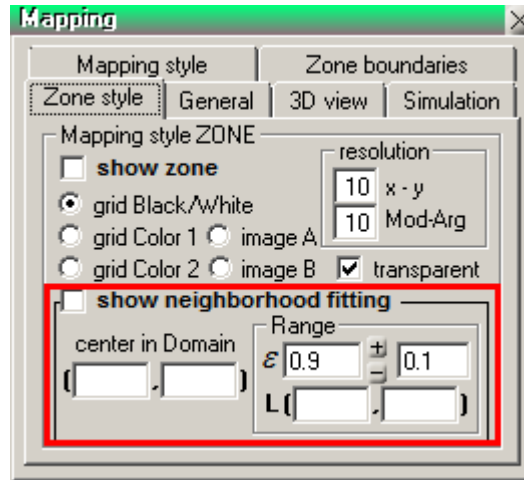 Mapping
Mapping style Zone boundaries
Zone style General 3D view Simulation
Mapping style ZONE
show zone
resolution
10 x - y
grid Black/White
10 Mod-Arg
grid Color 1 image A
grid Color 2 image B transparent
show neighborhood fitting
Range
center in Domain
ε 0.9 + - 0.1
( , )
L ( , )